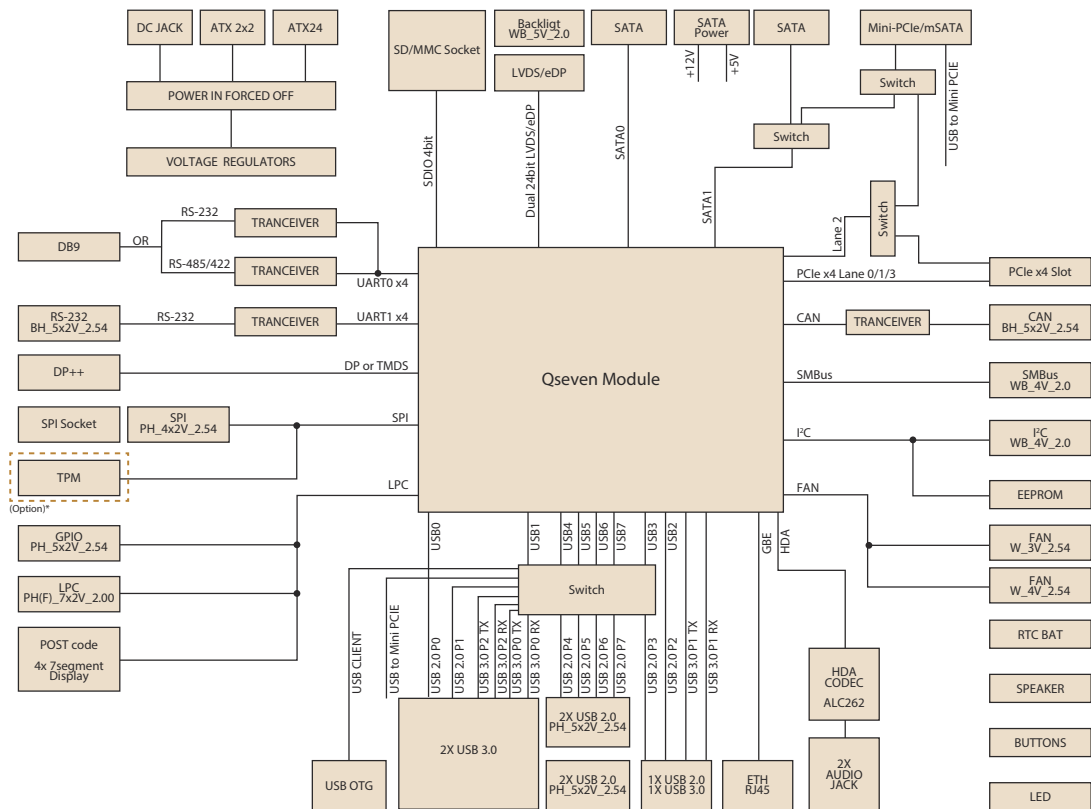 DC JACK
ATX 2x2
ATX24
POWER IN FORCED OFF
VOLTAGE REGULATORS
SD/MMC Socket
Backligt
WB_5V_2.0
LVDS/eDP
SATA
SATA
Power
+12V
+5V
SATA
Mini-PCIe/mSATA
Switch
USB to Mini PCIE
Switch
SDIO 4bit
Dual 24bit LVDS/eDP
SATA0
SATA1
Lane 2
Switch
DB9
OR
RS-232
TRANCEIVER
RS-485/422
TRANCEIVER
UART0 x4
RS-232
BH_5x2V_2.54
RS-232
TRANCEIVER
UART1 x4
DP++
DP or TMDS
SPI Socket
SPI
PH_4x2V_2.54
SPI
TPM
(Option)*
LPC
GPIO
PH_5x2V_2.54
LPC
PH(F)_7x2V_2.00
POST code
4x 7segment
Display
Qseven Module
PCIe x4 Lane 0/1/3
PCIe x4 Slot
CAN
TRANCEIVER
CAN
BH_5x2V_2.54
SMBus
SMBus
WB_4V_2.0
I²C
I²C
WB_4V_2.0
EEPROM
FAN
FAN
W_3V_2.54
FAN
W_4V_2.54
RTC BAT
SPEAKER
BUTTONS
LED
USB0
USB1
USB4
USB5
USB6
USB7
USB3
USB2
GBE
HDA
Switch
USB CLIENT
USB to Mini PCIE
USB 2.0 P0
USB 2.0 P1
USB 3.0 P2 TX
USB 3.0 P2 RX
USB 3.0 P0 TX
USB 3.0 P0 RX
USB 2.0 P4
USB 2.0 P5
USB 2.0 P6
USB 2.0 P7
USB 2.0 P3
USB 2.0 P2
USB 3.0 P1 TX
USB 3.0 P1 RX
USB OTG
2X USB 3.0
2X USB 2.0
PH_5x2V_2.54
2X USB 2.0
PH_5x2V_2.54
1X USB 2.0
1X USB 3.0
ETH
RJ45
HDA
CODEC
ALC262
2X
AUDIO
JACK